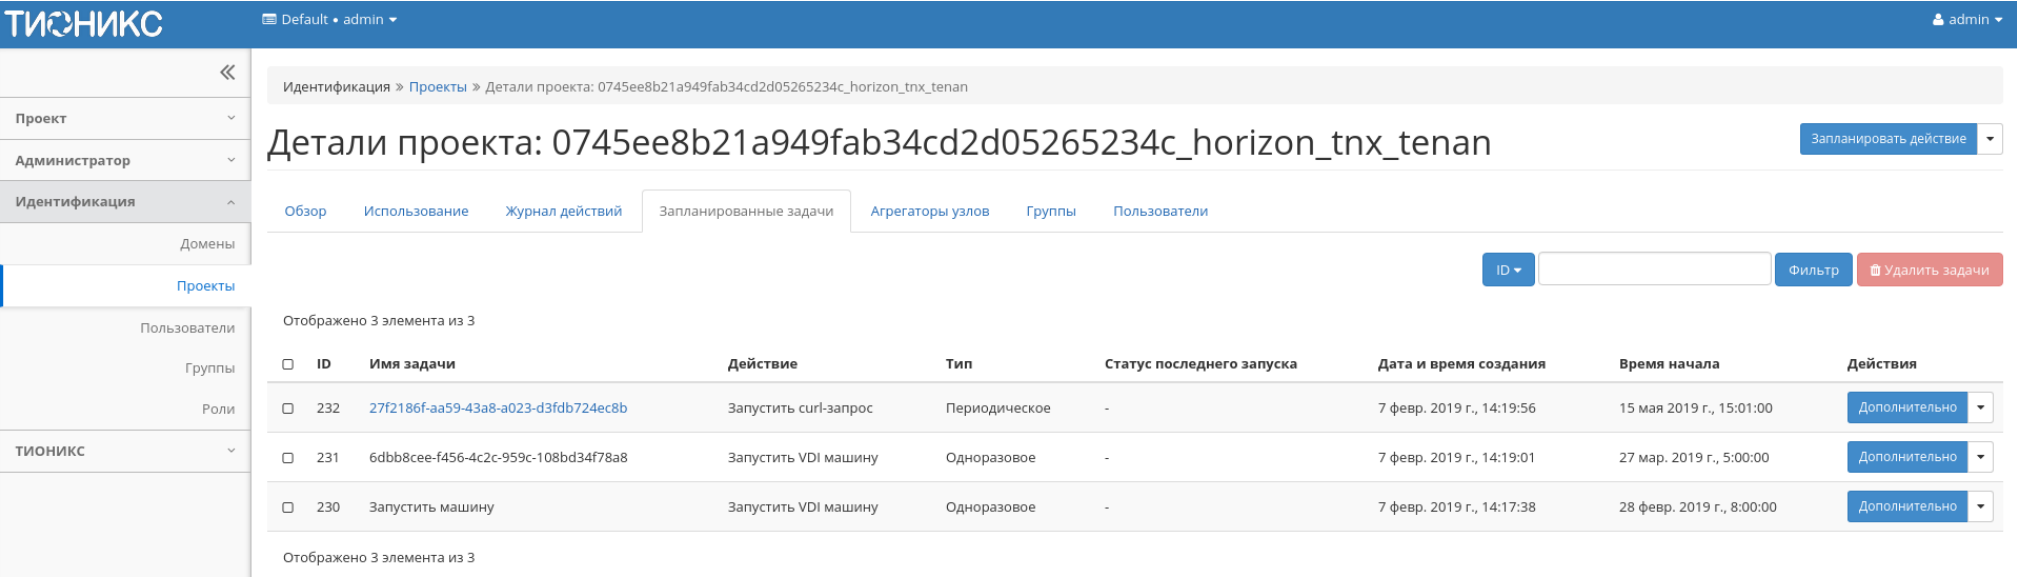 ТИОНИКС
Default • admin
admin
Идентификация » Проекты » Детали проекта: 0745ee8b21a949fab34cd2d05265234c_horizon_tnx_tenan
Проект
Администратор
Идентификация
Домены
Проекты
Пользователи
Группы
Роли
ТИОНИКС
Детали проекта: 0745ee8b21a949fab34cd2d05265234c_horizon_tnx_tenan
Запланировать действие
Обзор Использование Журнал действий Запланированные задачи Агрегаторы узлов Группы Пользователи
ID Фильтр Удалить задачи
Отображено 3 элемента из 3
ID Имя задачи Действие Тип Статус последнего запуска Дата и время создания Время начала Действия
232 27f2186f-aa59-43a8-a023-d3fdb724ec8b Запустить curl-запрос Периодическое - 7 февр. 2019 г., 14:19:56 15 мая 2019 г., 15:01:00 Дополнительно
231 6dbb8cee-f456-4c2c-959c-108bd34f78a8 Запустить VDI машину Одноразовое - 7 февр. 2019 г., 14:19:01 27 мар. 2019 г., 5:00:00 Дополнительно
230 Запустить машину Запустить VDI машину Одноразовое - 7 февр. 2019 г., 14:17:38 28 февр. 2019 г., 8:00:00 Дополнительно
Отображено 3 элемента из 3